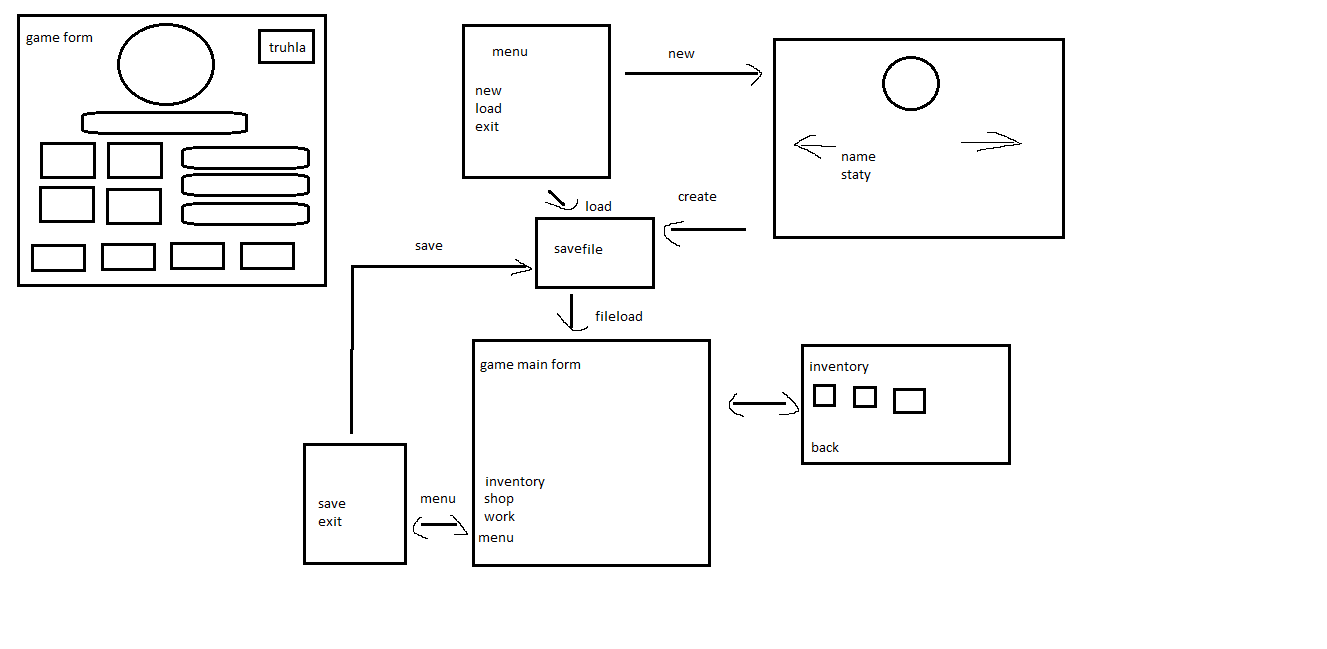 game form
truhla
menu
new
load
exit
new
name
staty
create
load
savefile
save
fileload
game main form
inventory
shop
work
menu
inventory
back
menu
save
exit